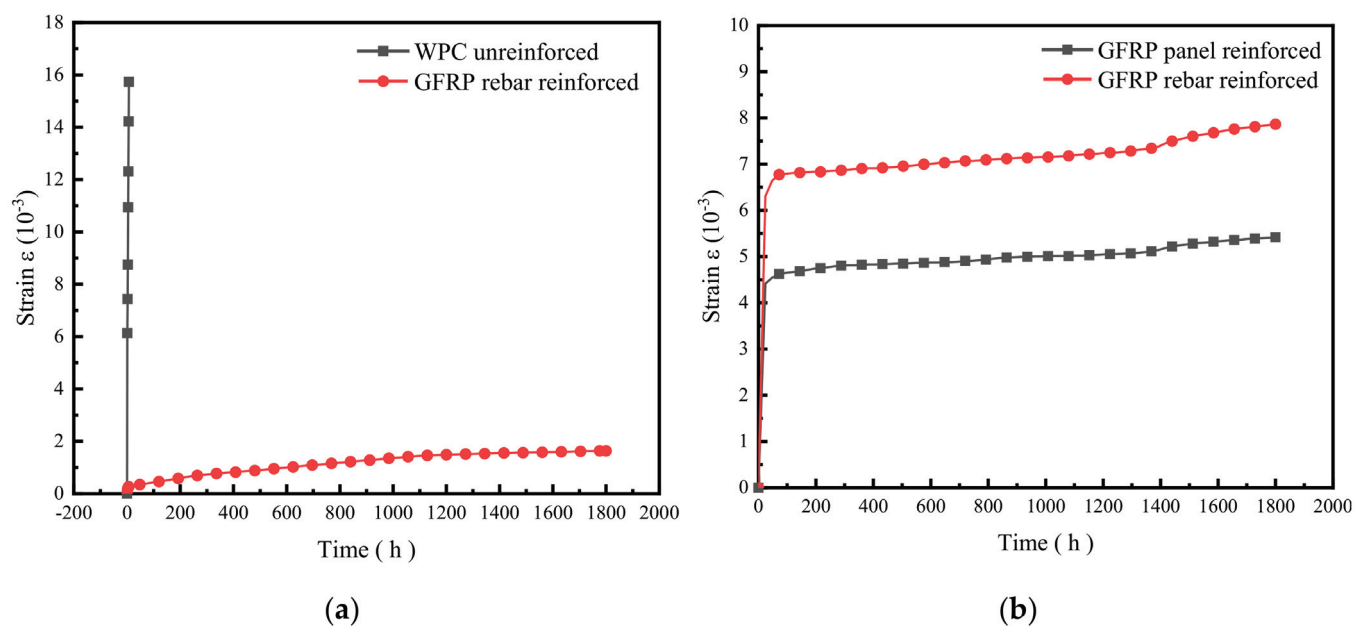 WPC unreinforced
GFRP rebar reinforced
Strain ε (10⁻³)
18
16
14
12
10
8
6
4
2
0
-200 0 200 400 600 800 1000 1200 1400 1600 1800 2000
Time ( h )
(a)
GFRP panel reinforced
GFRP rebar reinforced
Strain ε (10⁻³)
10
9
8
7
6
5
4
3
2
1
0
0 200 400 600 800 1000 1200 1400 1600 1800 2000
Time ( h )
(b)